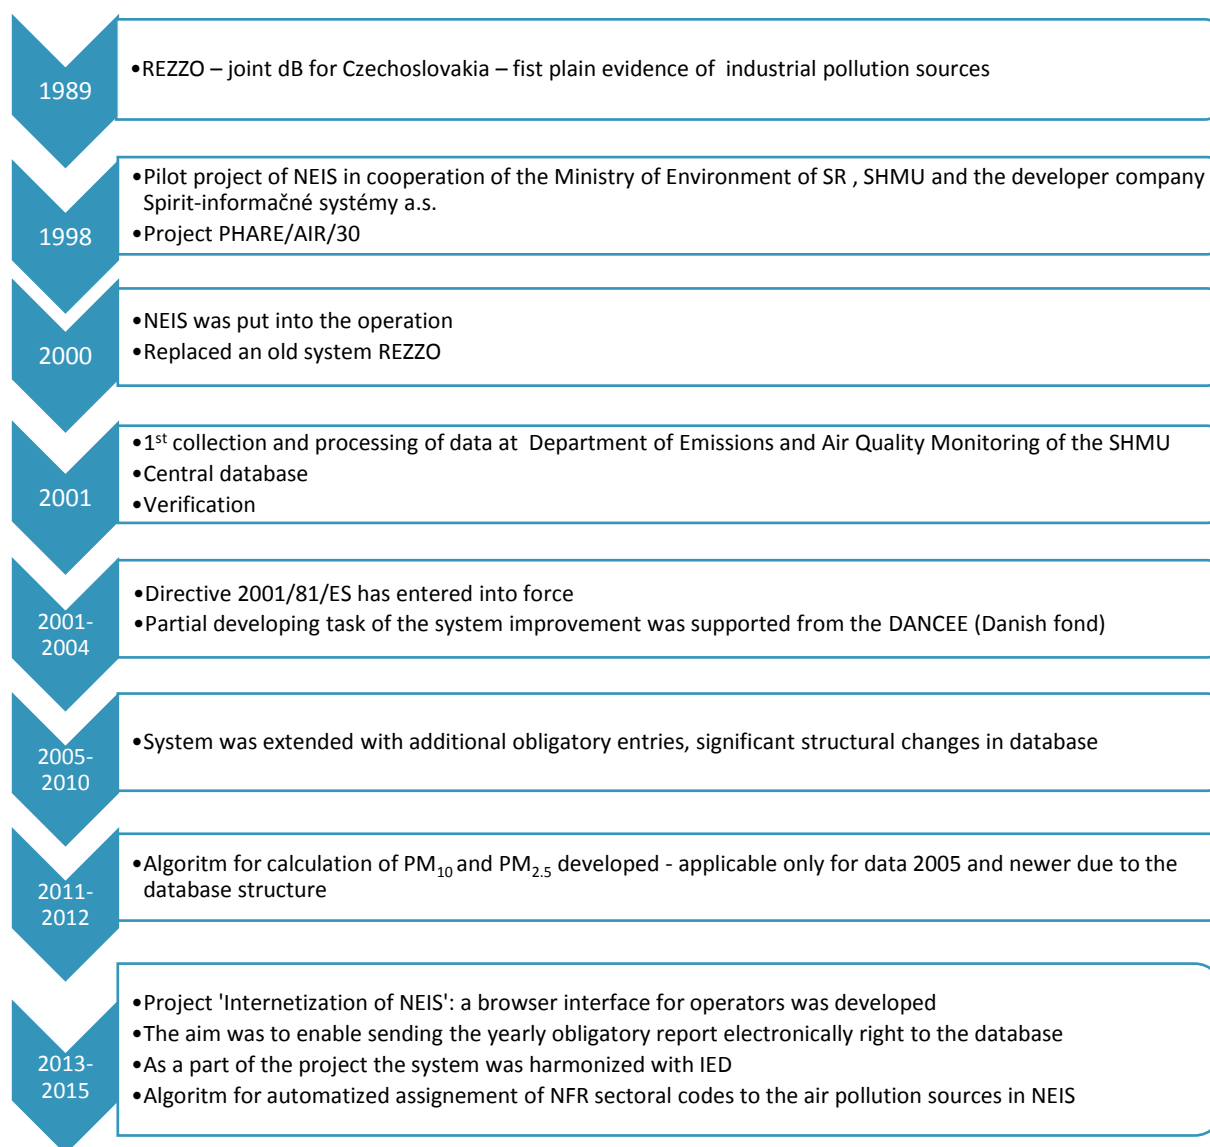 1989
•REZZO – joint dB for Czechoslovakia – fist plain evidence of industrial pollution sources
1998
•Pilot project of NEIS in cooperation of the Ministry of Environment of SR , SHMU and the developer company
Spirit-informačné systémy a.s.
•Project PHARE/AIR/30
2000
•NEIS was put into the operation
•Replaced an old system REZZO
2001
•1st collection and processing of data at Department of Emissions and Air Quality Monitoring of the SHMU
•Central database
•Verification
2001-
2004
•Directive 2001/81/ES has entered into force
•Partial developing task of the system improvement was supported from the DANCEE (Danish fond)
2005-
2010
•System was extended with additional obligatory entries, significant structural changes in database
2011-
2012
•Algoritm for calculation of PM10 and PM2.5 developed - applicable only for data 2005 and newer due to the
database structure
2013-
2015
•Project 'Internetization of NEIS': a browser interface for operators was developed
•The aim was to enable sending the yearly obligatory report electronically right to the database
•As a part of the project the system was harmonized with IED
•Algoritm for automatized assignement of NFR sectoral codes to the air pollution sources in NEIS